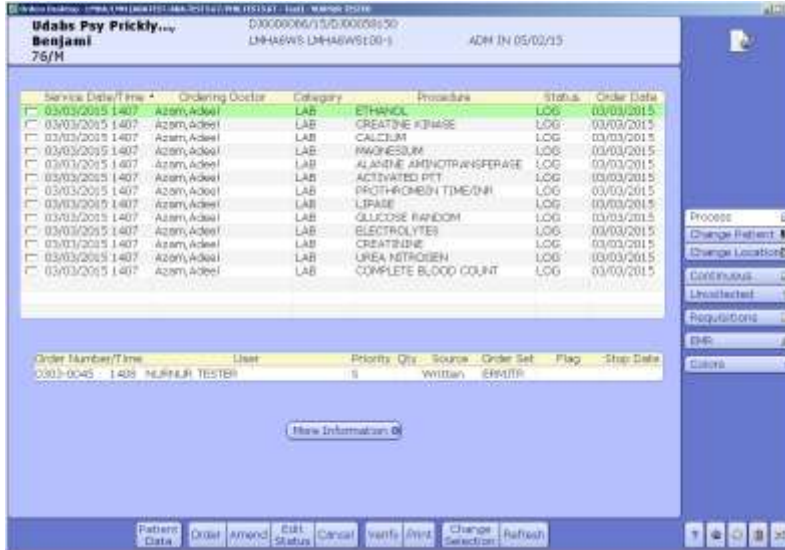 Udabs Psy Prickly,...
Benjami
76/M
LMHA6WS LMHA6WS100-1
ADM IN 05/02/15
Service Date/Time Ordering Doctor Category Procedure Status Order Date
03/03/2015 1407 Azam,Adeel LAB ETHANOL LOG 03/03/2015
03/03/2015 1407 Azam,Adeel LAB CREATINE KINASE LOG 03/03/2015
03/03/2015 1407 Azam,Adeel LAB CALCIUM LOG 03/03/2015
03/03/2015 1407 Azam,Adeel LAB MAGNESIUM LOG 03/03/2015
03/03/2015 1407 Azam,Adeel LAB ALANINE AMINOTRANSFERASE LOG 03/03/2015
03/03/2015 1407 Azam,Adeel LAB ACTIVATED PTT LOG 03/03/2015
03/03/2015 1407 Azam,Adeel LAB PROTHROMBIN TIME/INR LOG 03/03/2015
03/03/2015 1407 Azam,Adeel LAB LIPASE LOG 03/03/2015
03/03/2015 1407 Azam,Adeel LAB GLUCOSE RANDOM LOG 03/03/2015
03/03/2015 1407 Azam,Adeel LAB ELECTROLYTES LOG 03/03/2015
03/03/2015 1407 Azam,Adeel LAB CREATININE LOG 03/03/2015
03/03/2015 1407 Azam,Adeel LAB UREA NITROGEN LOG 03/03/2015
03/03/2015 1407 Azam,Adeel LAB COMPLETE BLOOD COUNT LOG 03/03/2015
Process
Change Patient
Change Location
Continuous
Uncollected
Requisitions
EMR
Colors
Order Number/Time User Priority Qty Source Order Set Flag Stop Date
0303-0045 1408 NURNUR TESTER S Written ERMJTR
More Information
Patient Data
Order
Amend
Edit Status
Cancel
Verify
Print
Change Selection
Refresh